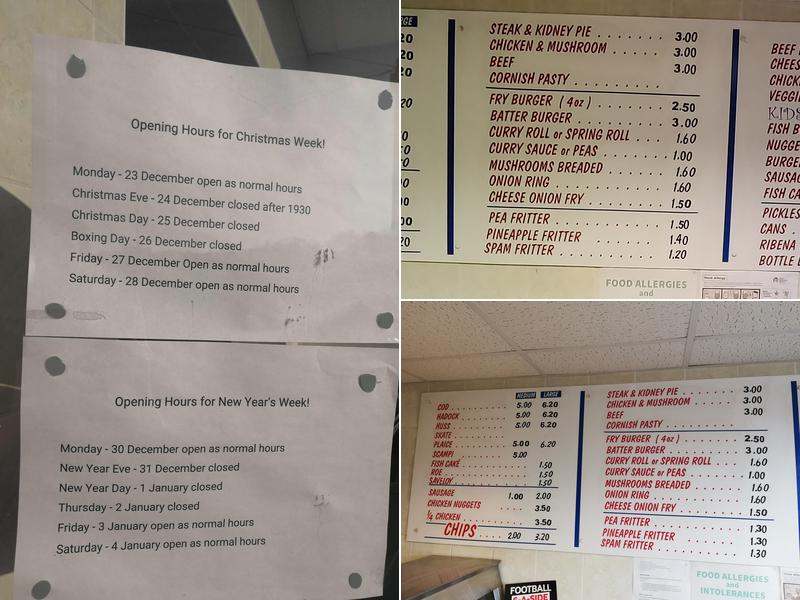 Opening Hours for Christmas Week!
Monday - 23 December open as normal hours
Christmas Eve - 24 December closed after 1930
Christmas Day - 25 December closed
Boxing Day - 26 December closed
Friday - 27 December Open as normal hours
Saturday - 28 December open as normal hours
Opening Hours for New Year's Week!
Monday - 30 December open as normal hours
New Year Eve - 31 December closed
New Year Day - 1 January closed
Thursday - 2 January closed
Friday - 3 January open as normal hours
Saturday - 4 January open as normal hours
STEAK & KIDNEY PIE ........ 3.00
CHICKEN & MUSHROOM ....... 3.00
BEEF 3.00
CORNISH PASTY ..........
FRY BURGER ( 4oz ) ......... 2.50
BATTER BURGER ........... 3.00
CURRY ROLL or SPRING ROLL .... 1.60
CURRY SAUCE or PEAS ....... 1.00
MUSHROOMS BREADED ....... 1.60
ONION RING ............. 1.60
CHEESE ONION FRY ......... 1.50
PEA FRITTER ............. 1.50
PINEAPPLE FRITTER ........ 1.40
SPAM FRITTER ............ 1.20
BEEF
CHEES
CHICK
VEGGI
KIDS
FISH B
NUGGE
BURGE
SAUSA
FISH CA
PICKLES
CANS .
RIBENA
BOTTLE
FOOD ALLERGIES
and
MEDIUM LARGE
COD 5.00 6.20
HADOCK 5.00 6.20
HUSS 5.00 6.20
SKATE
PLAICE 5.00 6.20
SCAMPI 5.00
FISH CAKE 1.50
ROE 1.50
SAVELOY 1.50
SAUSAGE 1.00 2.00
CHICKEN NUGGETS 3.50
1/4 CHICKEN 3.50
CHIPS 2.00 3.20
STEAK & KIDNEY PIE 3.00
CHICKEN & MUSHROOM 3.00
BEEF 3.00
CORNISH PASTY
FRY BURGER ( 4oz ) 2.50
BATTER BURGER 3.00
CURRY ROLL or SPRING ROLL 1.60
CURRY SAUCE or PEAS 1.00
MUSHROOMS BREADED 1.60
ONION RING 1.60
CHEESE ONION FRY 1.50
PEA FRITTER 1.30
PINEAPPLE FRITTER 1.30
SPAM FRITTER 1.30
FOOTBALL
5-A-SIDE
FOOD ALLERGIES
and
INTOLERANCES